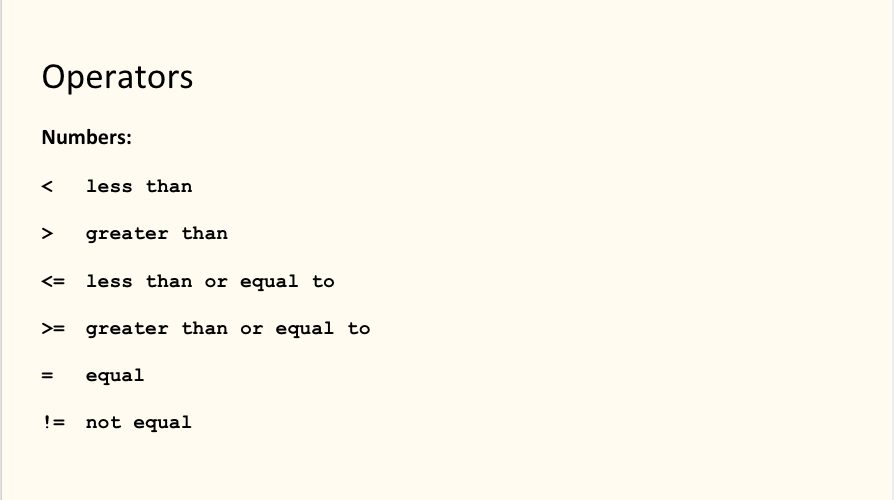 Operators
Numbers:
< less than
> greater than
<= less than or equal to
>= greater than or equal to
= equal
!= not equal